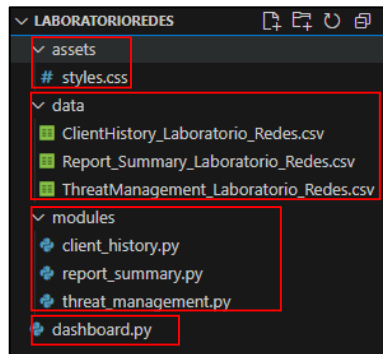 LABORATORIOREDES
assets
# styles.css
data
ClientHistory_Laboratorio_Redes.csv
Report_Summary_Laboratorio_Redes.csv
ThreatManagement_Laboratorio_Redes.csv
modules
client_history.py
report_summary.py
threat_management.py
dashboard.py